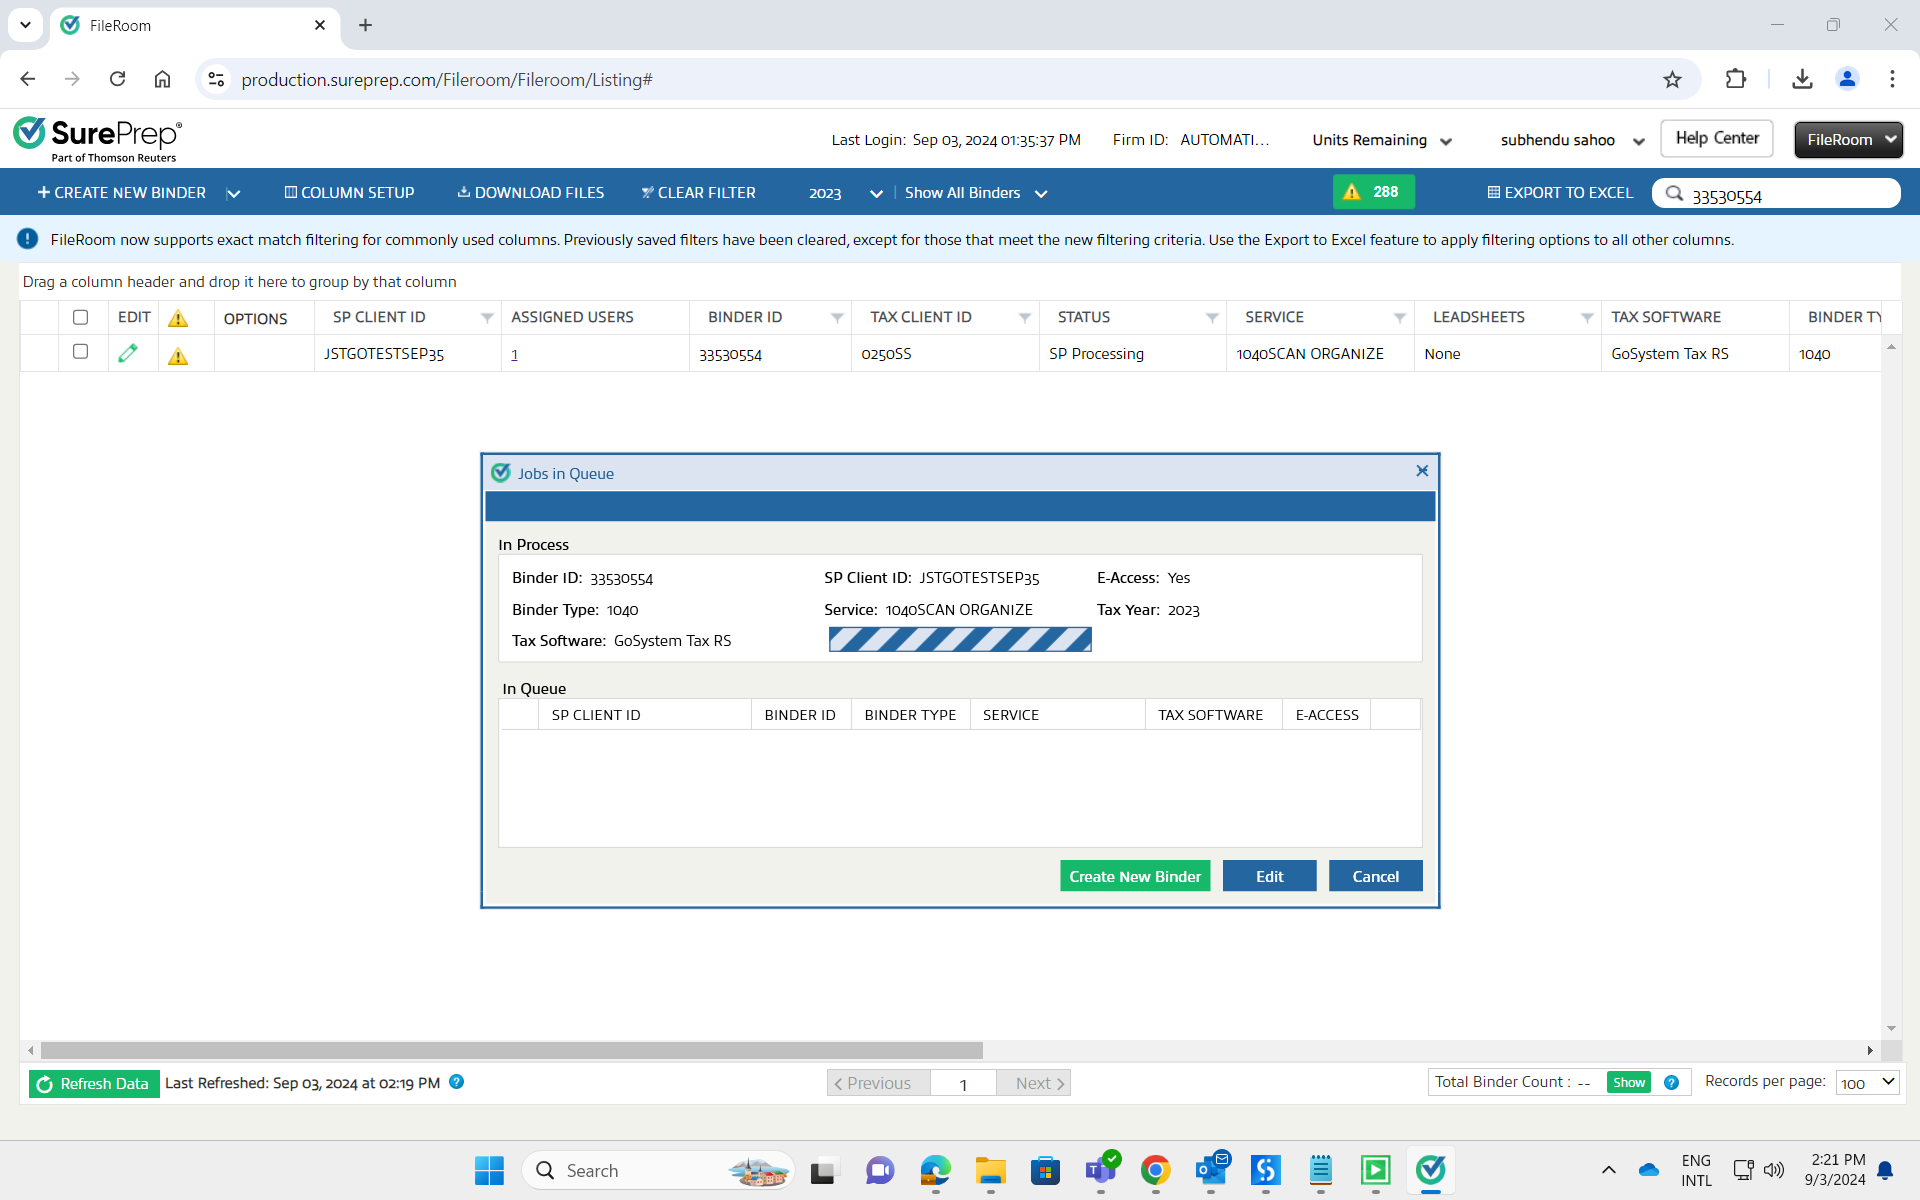 FileRoom
production.sureprep.com/Fileroom/Fileroom/Listing#
SurePrep®
Part of Thomson Reuters
Last Login: Sep 03, 2024 01:35:37 PM Firm ID: AUTOMATI... Units Remaining subhendu sahoo Help Center FileRoom
+ CREATE NEW BINDER COLUMN SETUP DOWNLOAD FILES CLEAR FILTER 2023 Show All Binders 288 EXPORT TO EXCEL 33530554
FileRoom now supports exact match filtering for commonly used columns. Previously saved filters have been cleared, except for those that meet the new filtering criteria. Use the Export to Excel feature to apply filtering options to all other columns.
Drag a column header and drop it here to group by that column
EDIT OPTIONS SP CLIENT ID ASSIGNED USERS BINDER ID TAX CLIENT ID STATUS SERVICE LEADSHEETS TAX SOFTWARE BINDER TY
JSTGOTESTSEP35 1 33530554 0250SS SP Processing 1040SCAN ORGANIZE None GoSystem Tax RS 1040
Jobs in Queue
In Process
Binder ID: 33530554 SP Client ID: JSTGOTESTSEP35 E-Access: Yes
Binder Type: 1040 Service: 1040SCAN ORGANIZE Tax Year: 2023
Tax Software: GoSystem Tax RS
In Queue
SP CLIENT ID BINDER ID BINDER TYPE SERVICE TAX SOFTWARE E-ACCESS
Create New Binder Edit Cancel
Refresh Data Last Refreshed: Sep 03, 2024 at 02:19 PM ? < Previous 1 Next > Total Binder Count : -- Show ? Records per page: 100
Search
ENG
INTL
2:21 PM
9/3/2024